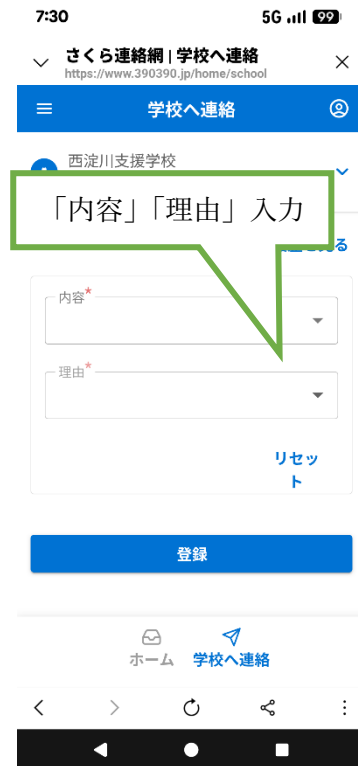 7:30 5G 99
さくら連絡網 | 学校へ連絡
https://www.390390.jp/home/school
学校へ連絡
西淀川支援学校
「内容」「理由」入力
見る
内容*
理由*
リセッ
ト
登録
ホーム 学校へ連絡